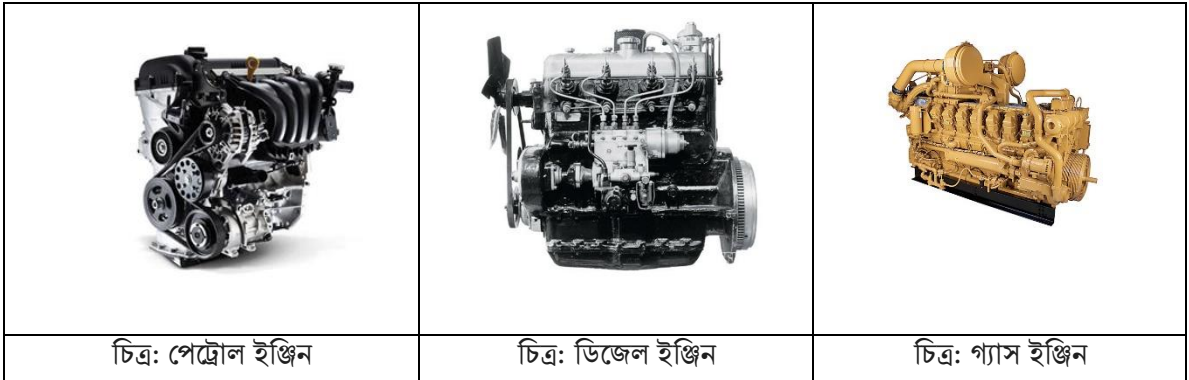 চিত্র: পেট্রোল ইঞ্জিন
চিত্র: ডিজেল ইঞ্জিন
চিত্র: গ্যাস ইঞ্জিন